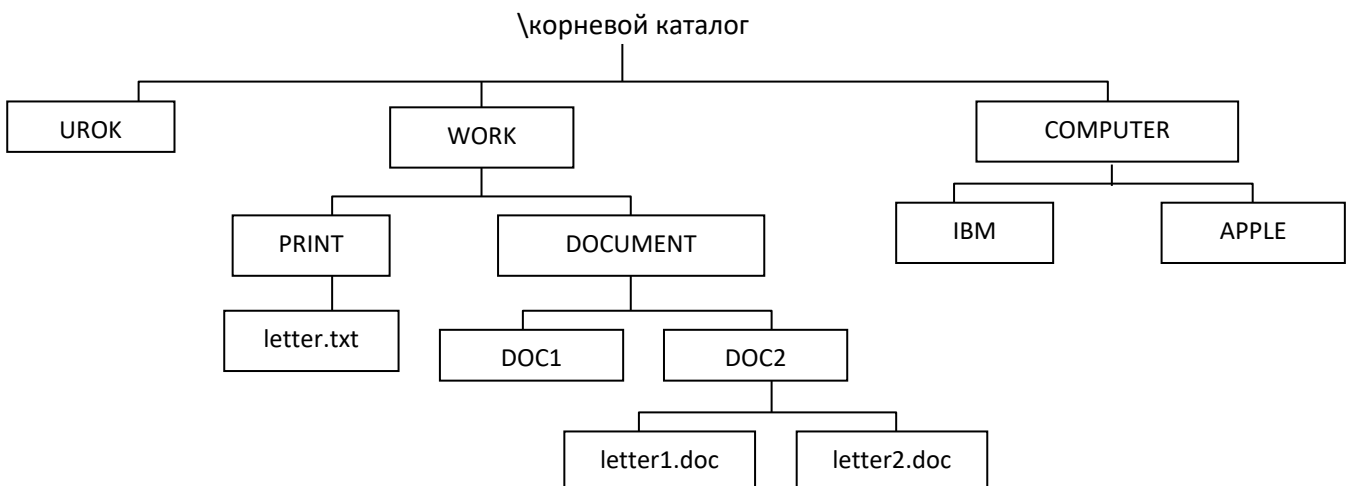 \корневой каталог
UROK
WORK
COMPUTER
PRINT
DOCUMENT
IBM
APPLE
letter.txt
DOC1
DOC2
letter1.doc
letter2.doc